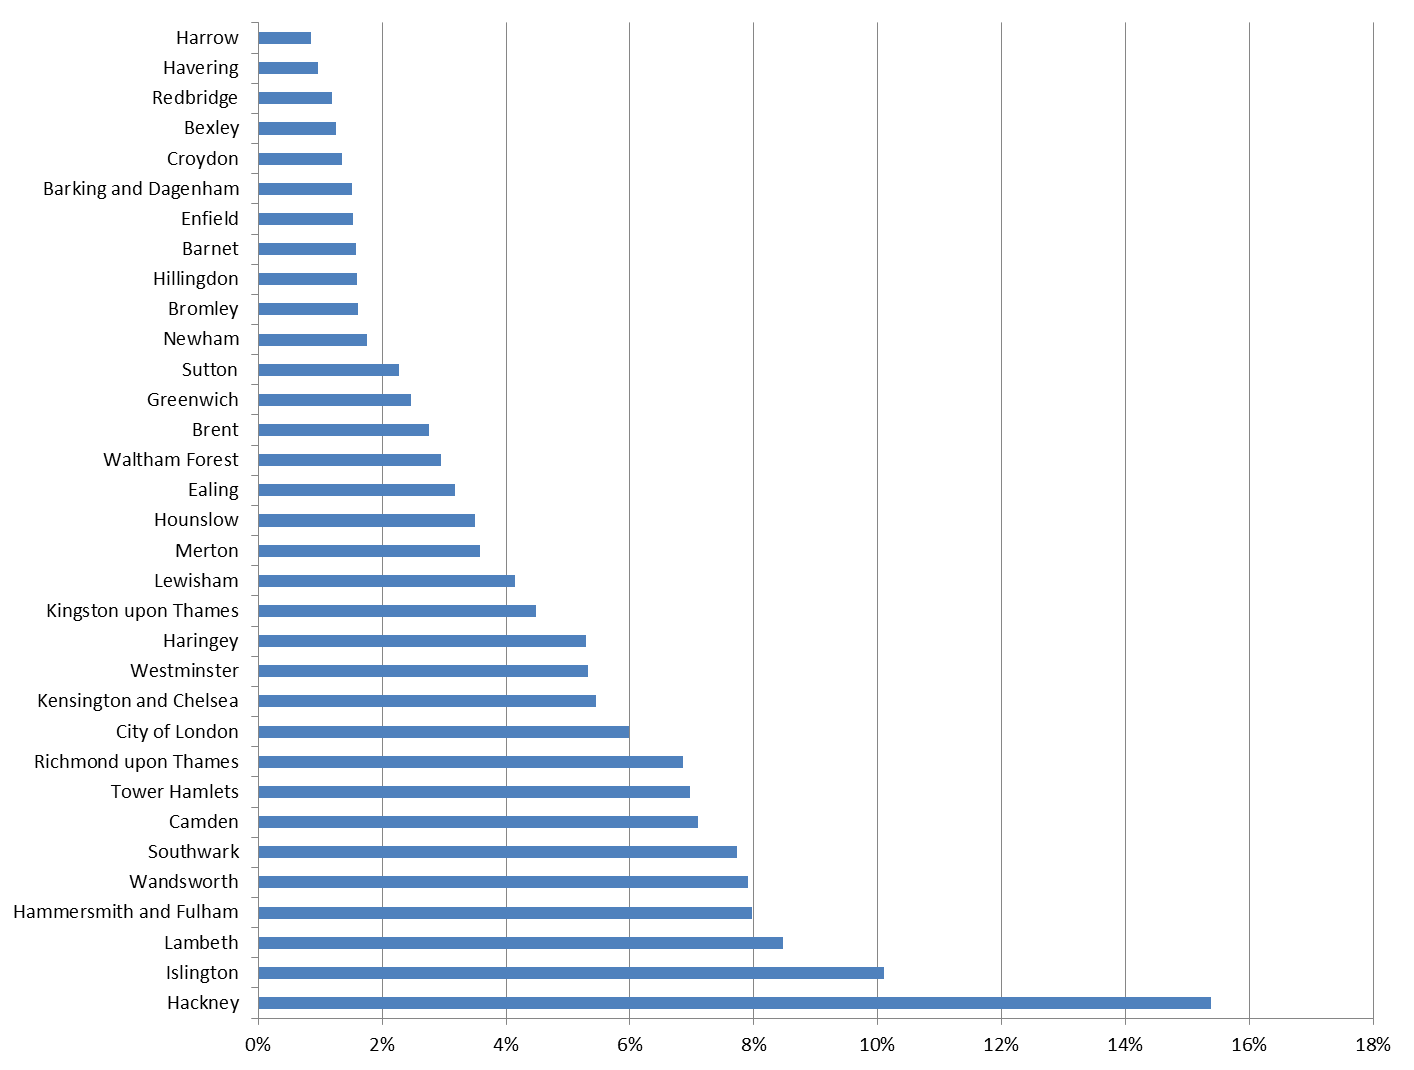 Harrow
Havering
Redbridge
Bexley
Croydon
Barking and Dagenham
Enfield
Barnet
Hillingdon
Bromley
Newham
Sutton
Greenwich
Brent
Waltham Forest
Ealing
Hounslow
Merton
Lewisham
Kingston upon Thames
Haringey
Westminster
Kensington and Chelsea
City of London
Richmond upon Thames
Tower Hamlets
Camden
Southwark
Wandsworth
Hammersmith and Fulham
Lambeth
Islington
Hackney
0% 2% 4% 6% 8% 10% 12% 14% 16% 18%